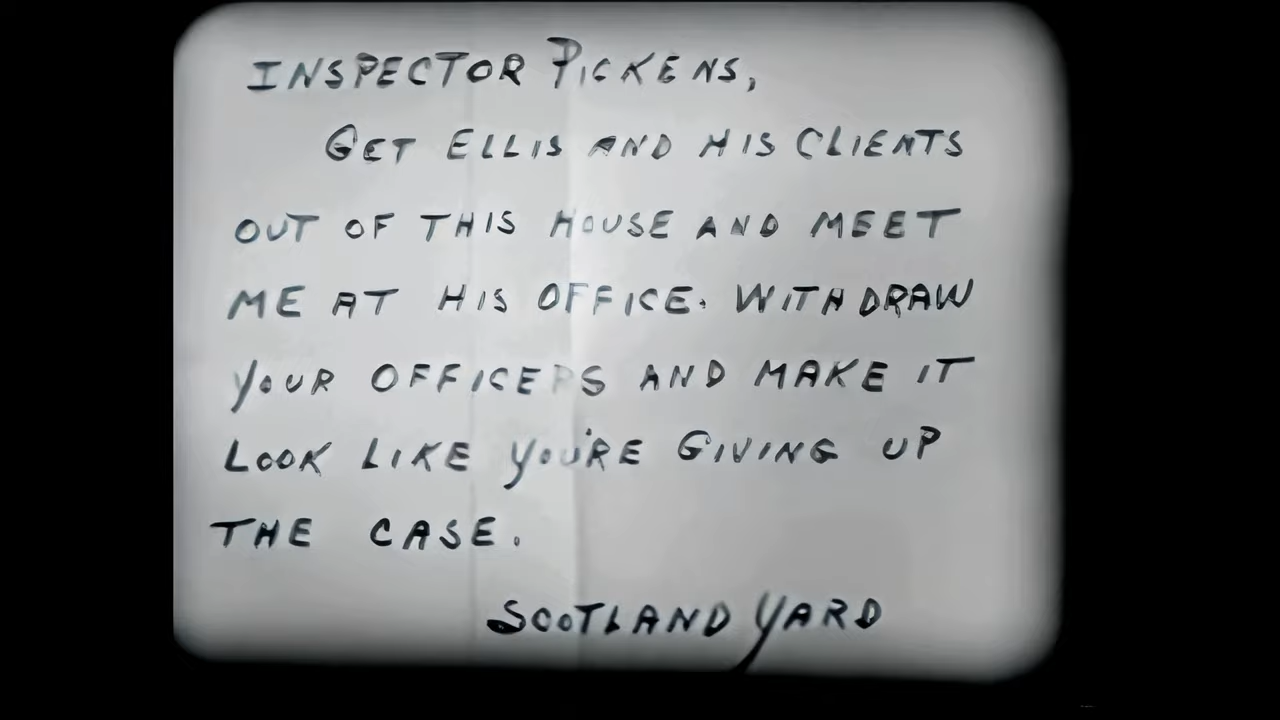 INSPECTOR PICKENS,
GET ELLIS AND HIS CLIENTS
OUT OF THIS HOUSE AND MEET
ME AT HIS OFFICE. WITHDRAW
YOUR OFFICERS AND MAKE IT
LOOK LIKE YOU'RE GIVING UP
THE CASE.
SCOTLAND YARD